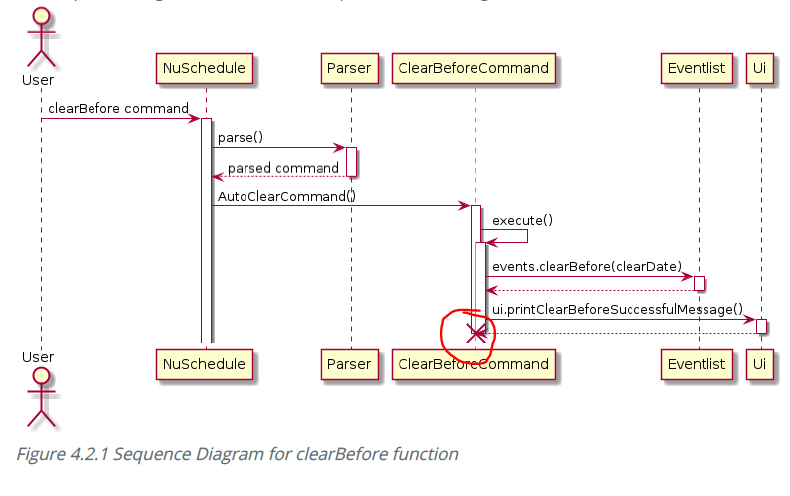 User
NuSchedule
Parser
ClearBeforeCommand
Eventlist
Ui
clearBefore command
parse()
parsed command
AutoClearCommand()
execute()
events.clearBefore(clearDate)
ui.printClearBeforeSuccessfulMessage()
User
NuSchedule
Parser
ClearBeforeCommand
Eventlist
Ui
Figure 4.2.1 Sequence Diagram for clearBefore function